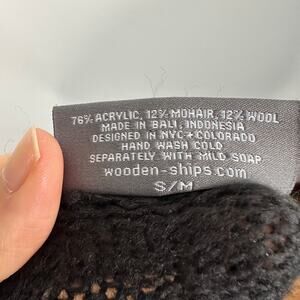 76% ACRYLIC, 12% MOHAIR, 12% WOOL
MADE IN BALI, INDONESIA
DESIGNED IN NYC + COLORADO
HAND WASH COLD
SEPARATELY WITH MILD SOAP
wooden-ships.com
S/M